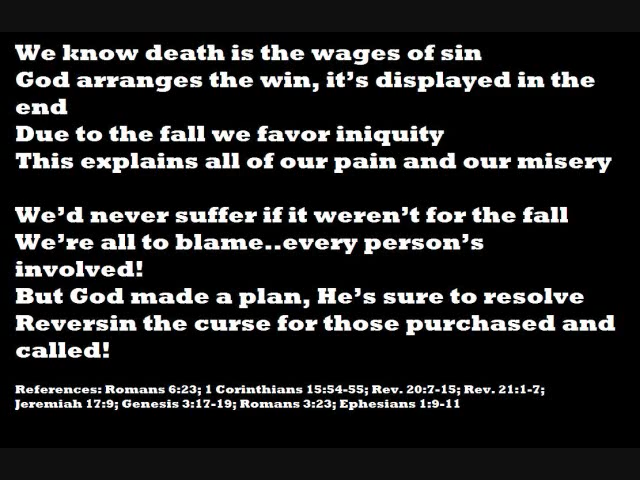 We know death is the wages of sin
God arranges the win, it's displayed in the
end
Due to the fall we favor iniquity
This explains all of our pain and our misery
We'd never suffer if it weren't for the fall
We're all to blame..every person's
involved!
But God made a plan, He's sure to resolve
Reversin the curse for those purchased and
called!
References: Romans 6:23; 1 Corinthians 15:54-55; Rev. 20:7-15; Rev. 21:1-7;
Jeremiah 17:9; Genesis 3:17-19; Romans 3:23; Ephesians 1:9-11